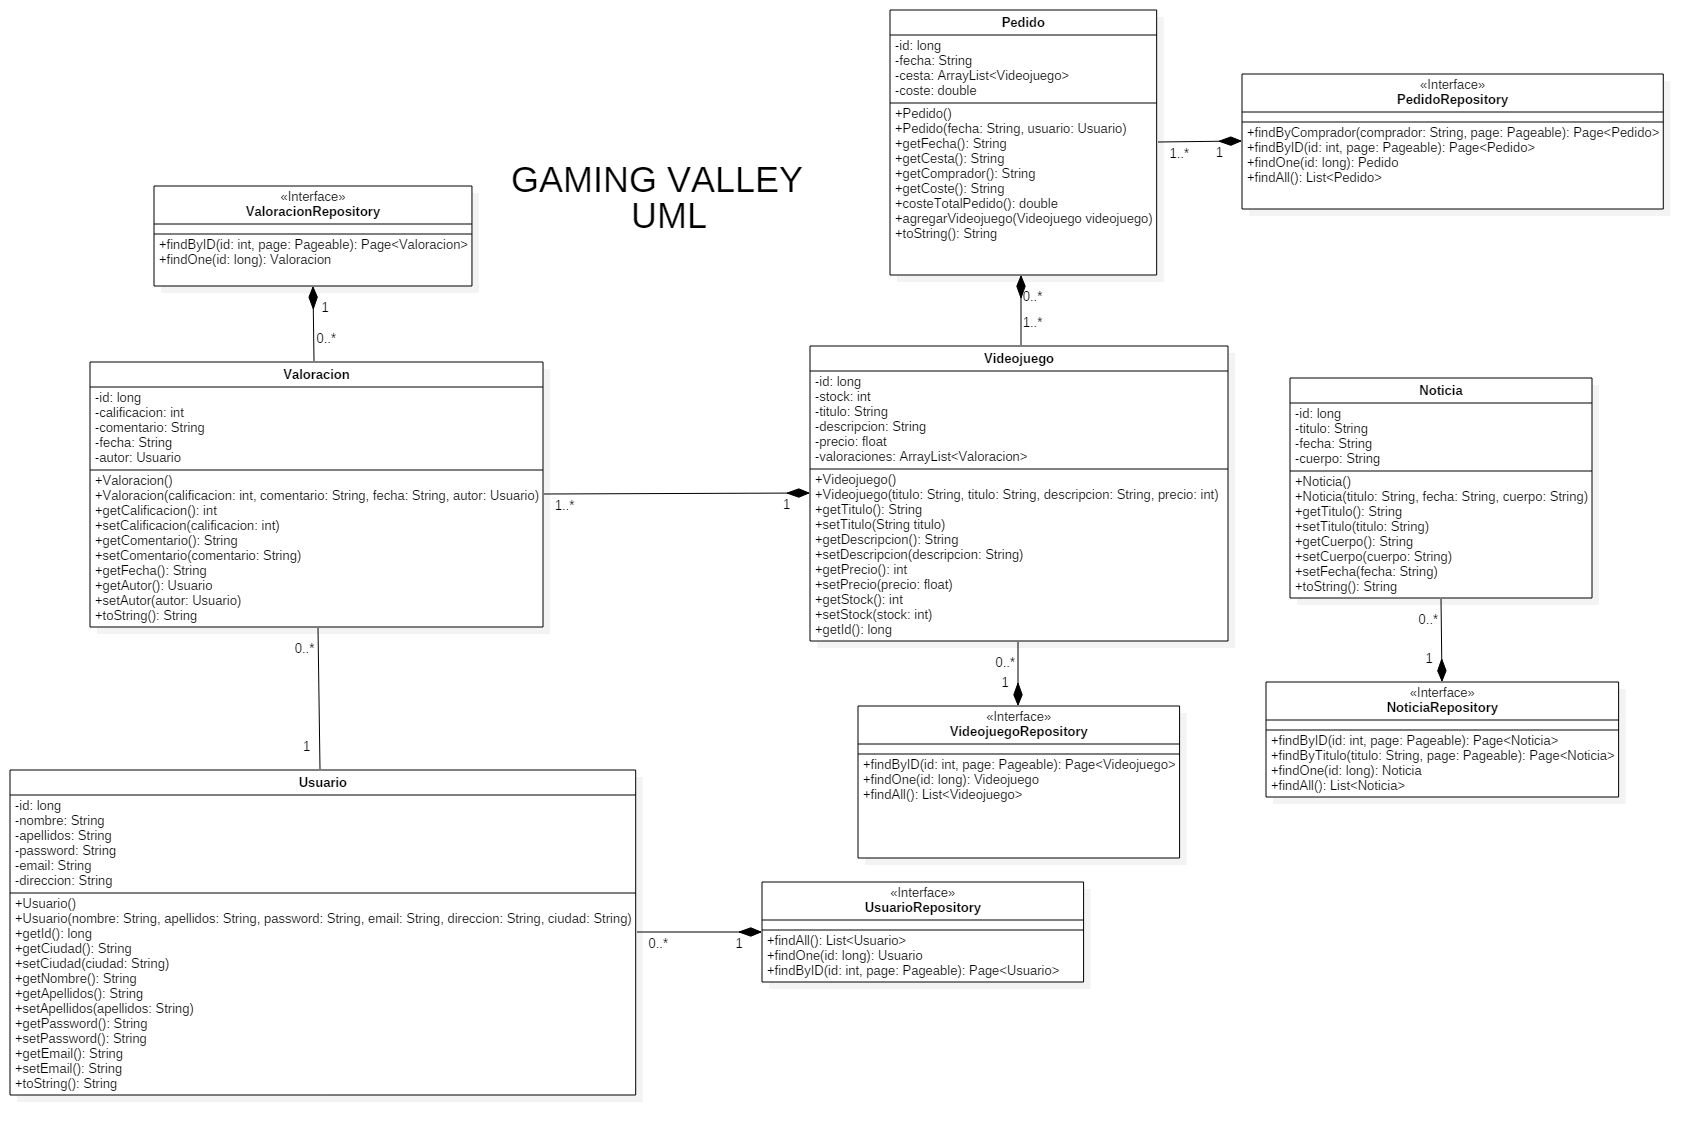 GAMING VALLEY
UML
Pedido
-id: long
-fecha: String
-cesta: ArrayList<Videojuego>
-coste: double
+Pedido()
+Pedido(fecha: String, usuario: Usuario)
+getFecha(): String
+getCesta(): String
+getComprador(): String
+getCoste(): String
+costeTotalPedido(): double
+agregarVideojuego(Videojuego videojuego)
+toString(): String
1..*
1
«Interface»
PedidoRepository
+findByComprador(comprador: String, page: Pageable): Page<Pedido>
+findByID(id: int, page: Pageable): Page<Pedido>
+findOne(id: long): Pedido
+findAll(): List<Pedido>
«Interface»
ValoracionRepository
+findByID(id: int, page: Pageable): Page<Valoracion>
+findOne(id: long): Valoracion
1
0..*
0..*
1..*
Valoracion
-id: long
-calificacion: int
-comentario: String
-fecha: String
-autor: Usuario
+Valoracion()
+Valoracion(calificacion: int, comentario: String, fecha: String, autor: Usuario)
+getCalificacion(): int
+setCalificacion(calificacion: int)
+getComentario(): String
+setComentario(comentario: String)
+getFecha(): String
+getAutor(): Usuario
+setAutor(autor: Usuario)
+toString(): String
1..*
1
Videojuego
-id: long
-stock: int
-titulo: String
-descripcion: String
-precio: float
-valoraciones: ArrayList<Valoracion>
+Videojuego()
+Videojuego(titulo: String, titulo: String, descripcion: String, precio: int)
+getTitulo(): String
+setTitulo(String titulo)
+getDescripcion(): String
+setDescripcion(descripcion: String)
+getPrecio(): int
+setPrecio(precio: float)
+getStock(): int
+setStock(stock: int)
+getId(): long
Noticia
-id: long
-titulo: String
-fecha: String
-cuerpo: String
+Noticia()
+Noticia(titulo: String, fecha: String, cuerpo: String)
+getTitulo(): String
+setTitulo(titulo: String)
+getCuerpo(): String
+setCuerpo(cuerpo: String)
+setFecha(fecha: String)
+toString(): String
0..*
1
«Interface»
NoticiaRepository
+findByID(id: int, page: Pageable): Page<Noticia>
+findByTitulo(titulo: String, page: Pageable): Page<Noticia>
+findOne(id: long): Noticia
+findAll(): List<Noticia>
0..*
1
«Interface»
VideojuegoRepository
+findByID(id: int, page: Pageable): Page<Videojuego>
+findOne(id: long): Videojuego
+findAll(): List<Videojuego>
0..*
1
Usuario
-id: long
-nombre: String
-apellidos: String
-password: String
-email: String
-direccion: String
+Usuario()
+Usuario(nombre: String, apellidos: String, password: String, email: String, direccion: String, ciudad: String)
+getId(): long
+getCiudad(): String
+setCiudad(ciudad: String)
+getNombre(): String
+getApellidos(): String
+setApellidos(apellidos: String)
+getPassword(): String
+setPassword(): String
+getEmail(): String
+setEmail(): String
+toString(): String
0..*
1
«Interface»
UsuarioRepository
+findAll(): List<Usuario>
+findOne(id: long): Usuario
+findByID(id: int, page: Pageable): Page<Usuario>